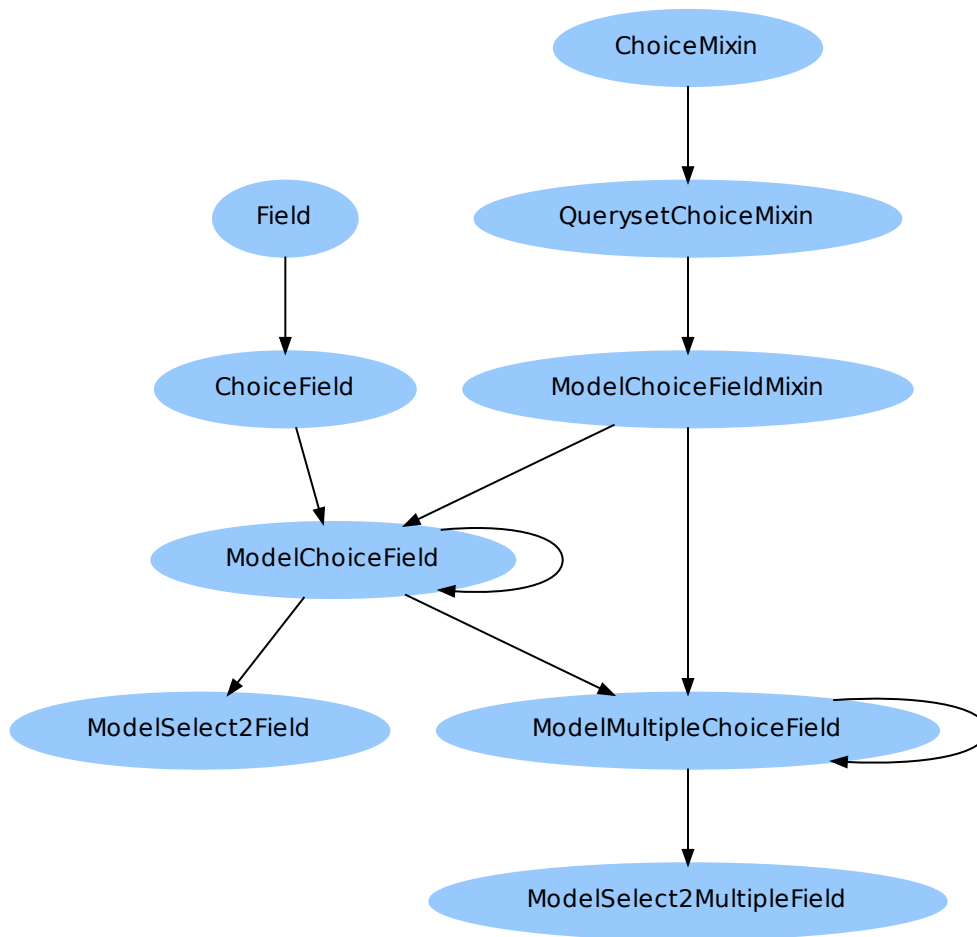 ChoiceMixin
Field
QuerysetChoiceMixin
ChoiceField
ModelChoiceFieldMixin
ModelChoiceField
ModelSelect2Field
ModelMultipleChoiceField
ModelSelect2MultipleField